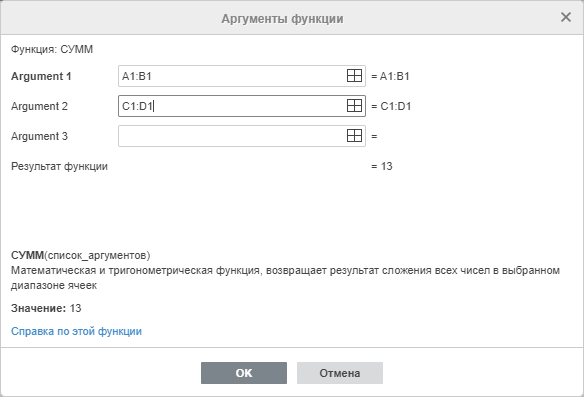 Аргументы функции
Функция: СУММ
Argument 1 A1:B1 = A1:B1
Argument 2 C1:D1 = C1:D1
Argument 3 =
Результат функции = 13
СУММ(список_аргументов)
Математическая и тригонометрическая функция, возвращает результат сложения всех чисел в выбранном
диапазоне ячеек
Значение: 13
Справка по этой функции
OK Отмена